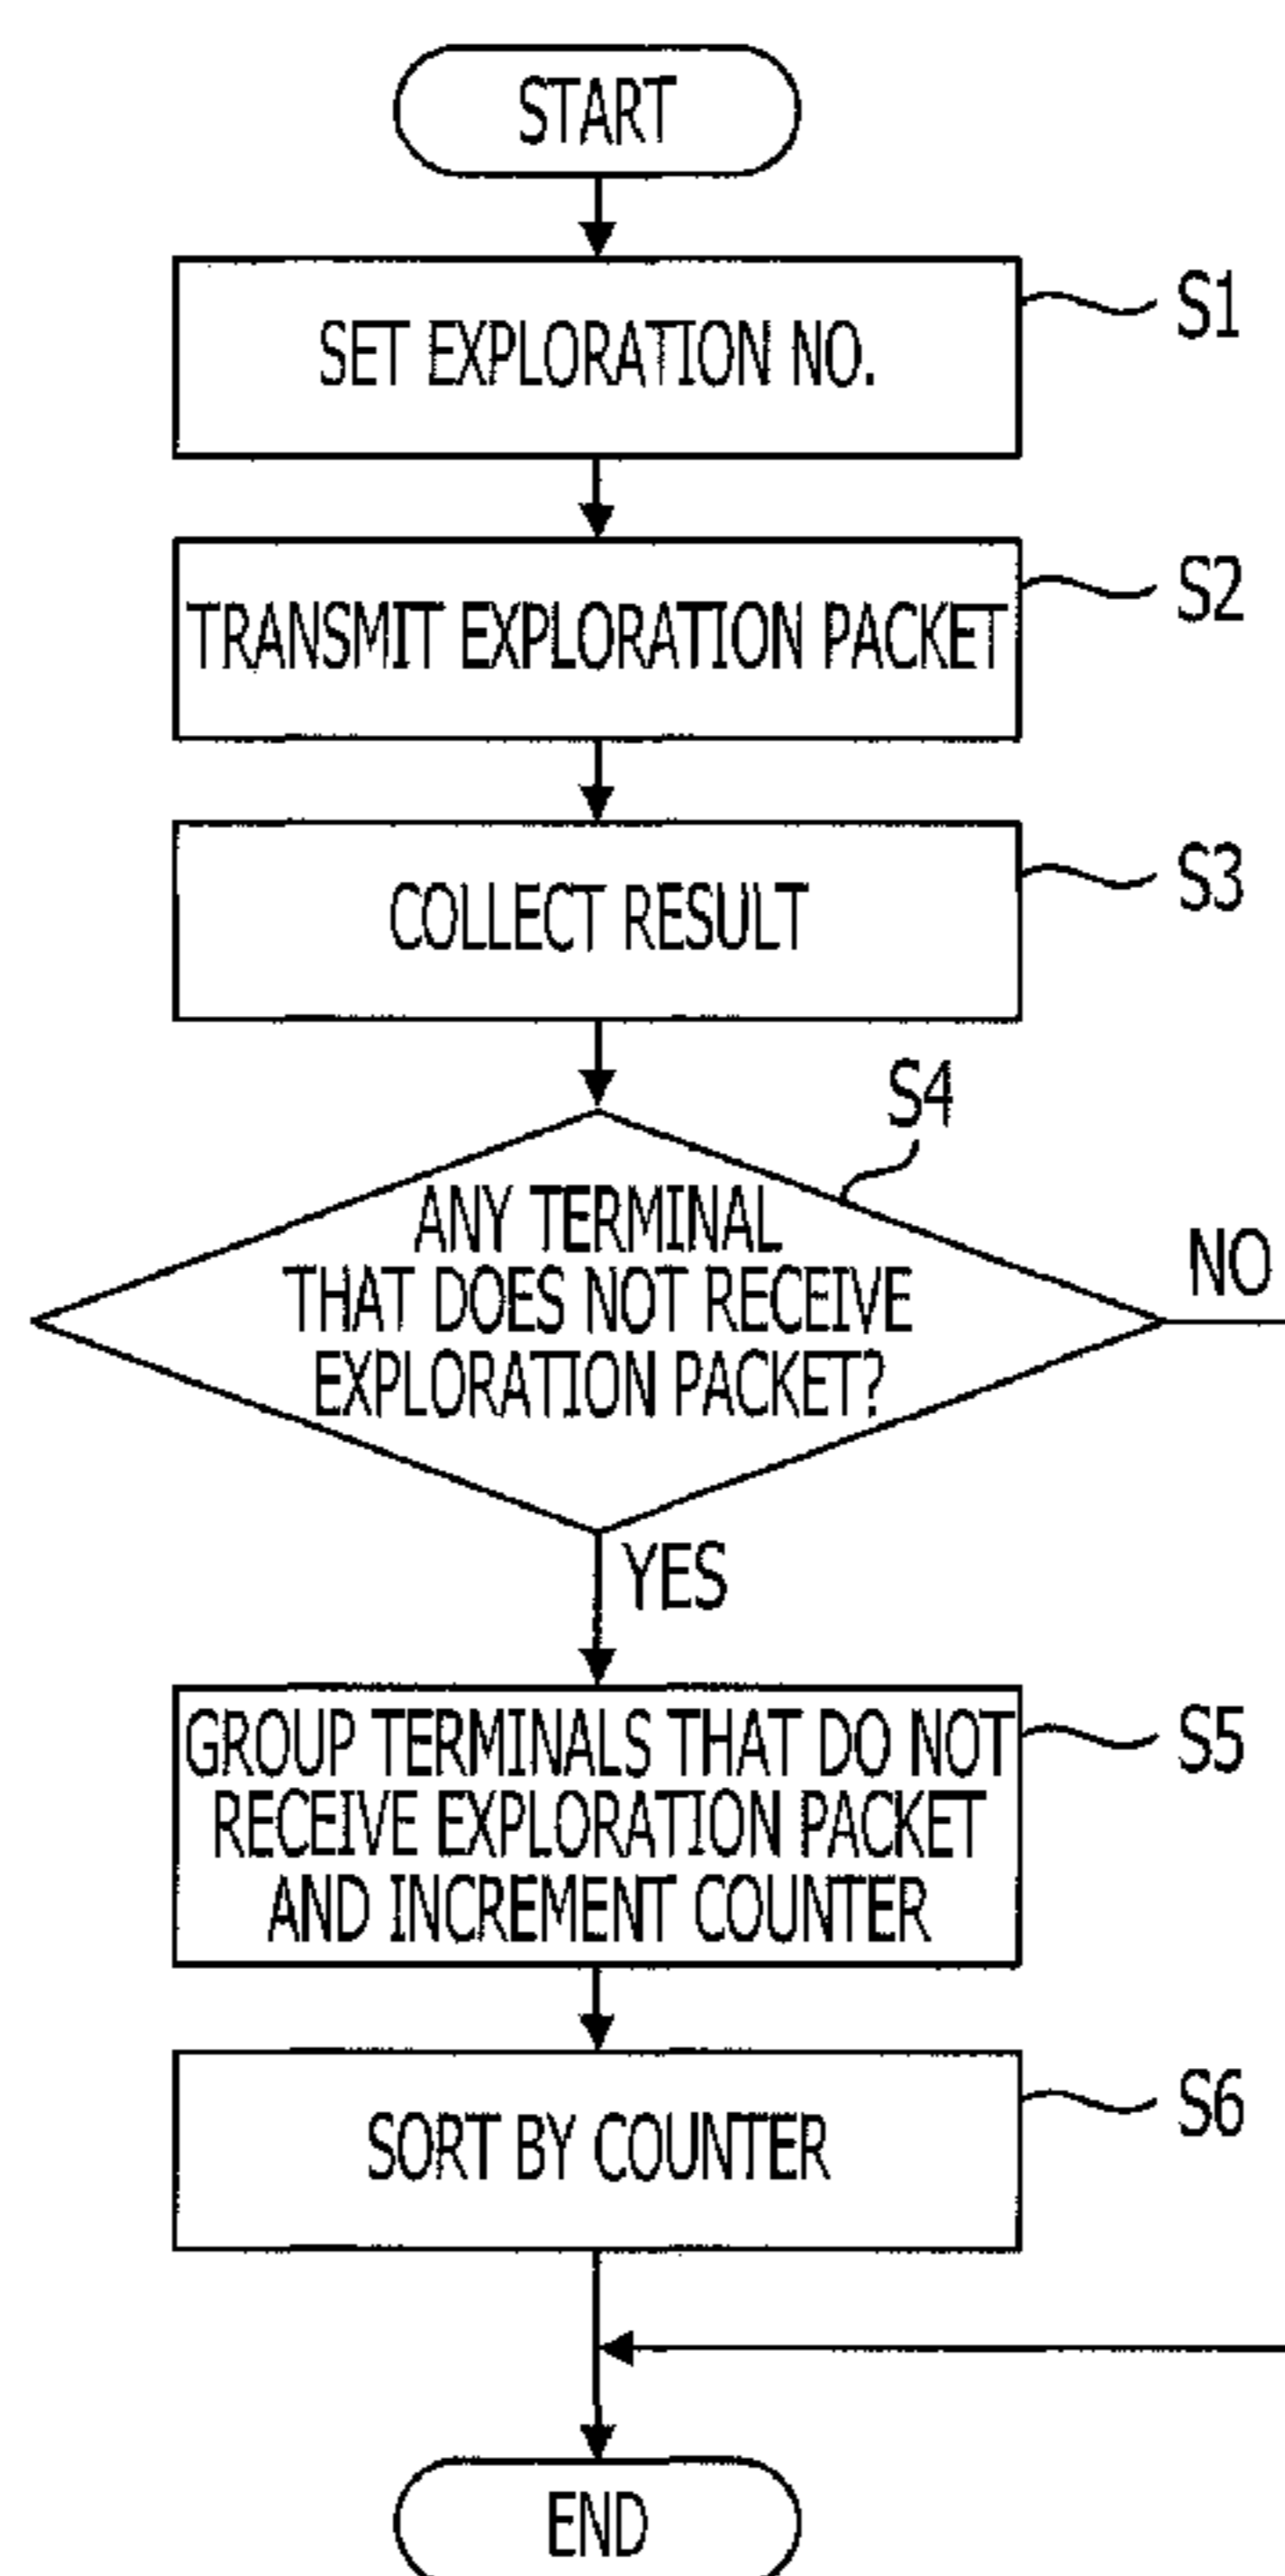 START
SET EXPLORATION NO.
S1
TRANSMIT EXPLORATION PACKET
S2
COLLECT RESULT
S3
S4
ANY TERMINAL
THAT DOES NOT RECEIVE
EXPLORATION PACKET?
NO
YES
GROUP TERMINALS THAT DO NOT
RECEIVE EXPLORATION PACKET
AND INCREMENT COUNTER
S5
SORT BY COUNTER
S6
END